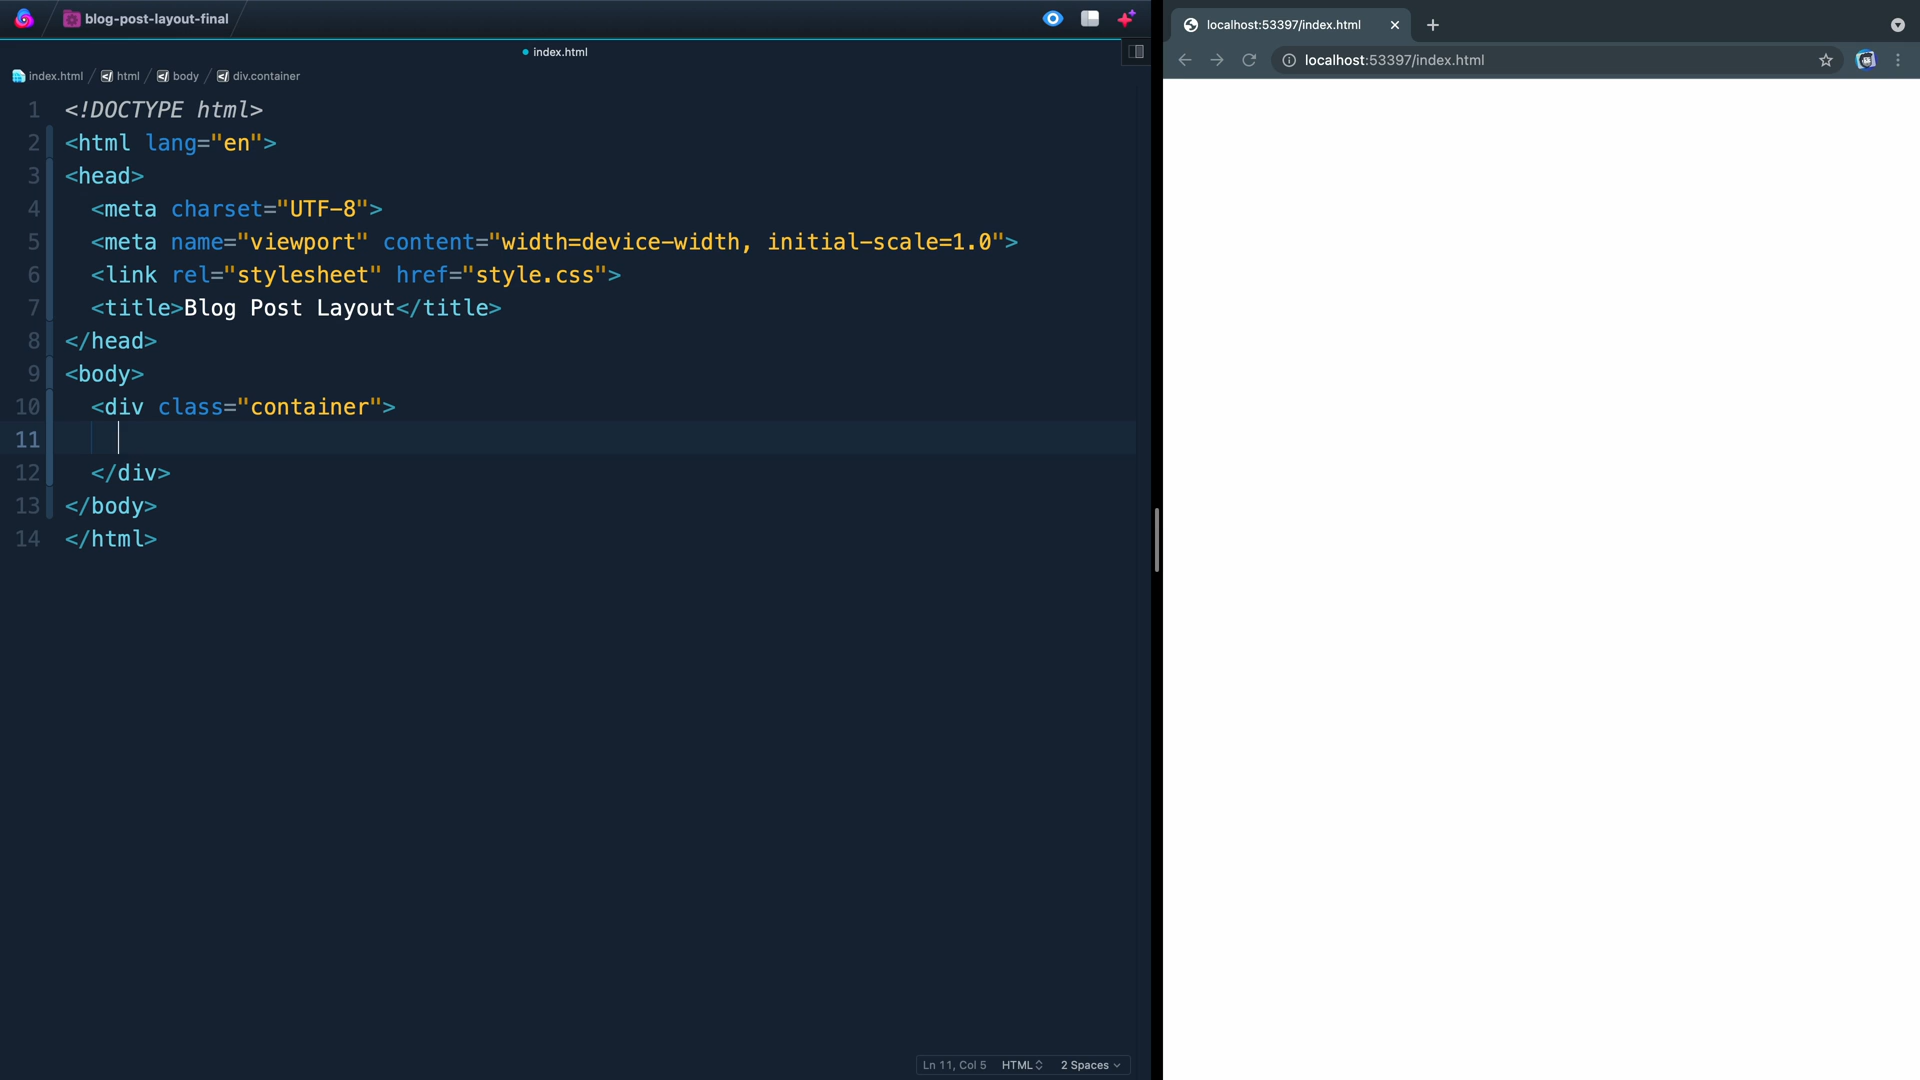 blog-post-layout-final
index.html
index.html / html / body / div.container
1 <!DOCTYPE html>
2 <html lang="en">
3 <head>
4 <meta charset="UTF-8">
5 <meta name="viewport" content="width=device-width, initial-scale=1.0">
6 <link rel="stylesheet" href="style.css">
7 <title>Blog Post Layout</title>
8 </head>
9 <body>
10 <div class="container">
11
12 </div>
13 </body>
14 </html>
Ln 11, Col 5 HTML 2 Spaces
localhost:53397/index.html
localhost:53397/index.html